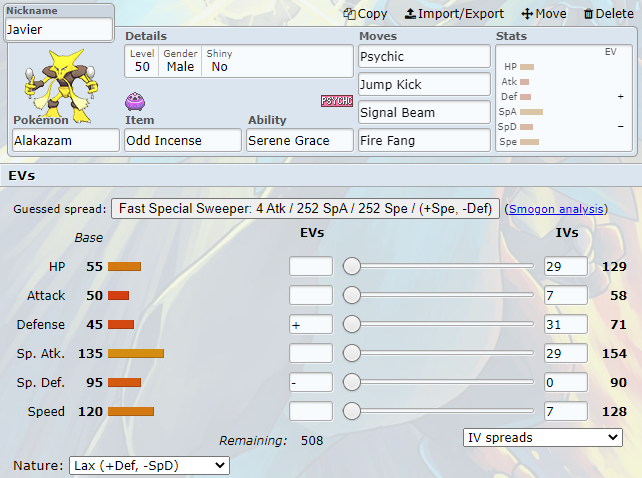 Nickname
Javier
Copy Import/Export Move Delete
Details
Level Gender Shiny
50 Male No
PSYCHC
Pokémon
Alakazam
Item
Odd Incense
Ability
Serene Grace
Moves
Psychic
Jump Kick
Signal Beam
Fire Fang
Stats
EV
HP
Atk
Def +
SpA
SpD −
Spe
EVs
Guessed spread: Fast Special Sweeper: 4 Atk / 252 SpA / 252 Spe / (+Spe, -Def) (Smogon analysis)
Base EVs IVs
HP 55 29 129
Attack 50 7 58
Defense 45 + 31 71
Sp. Atk. 135 29 154
Sp. Def. 95 - 0 90
Speed 120 7 128
Remaining: 508 IV spreads
Nature: Lax (+Def, -SpD)